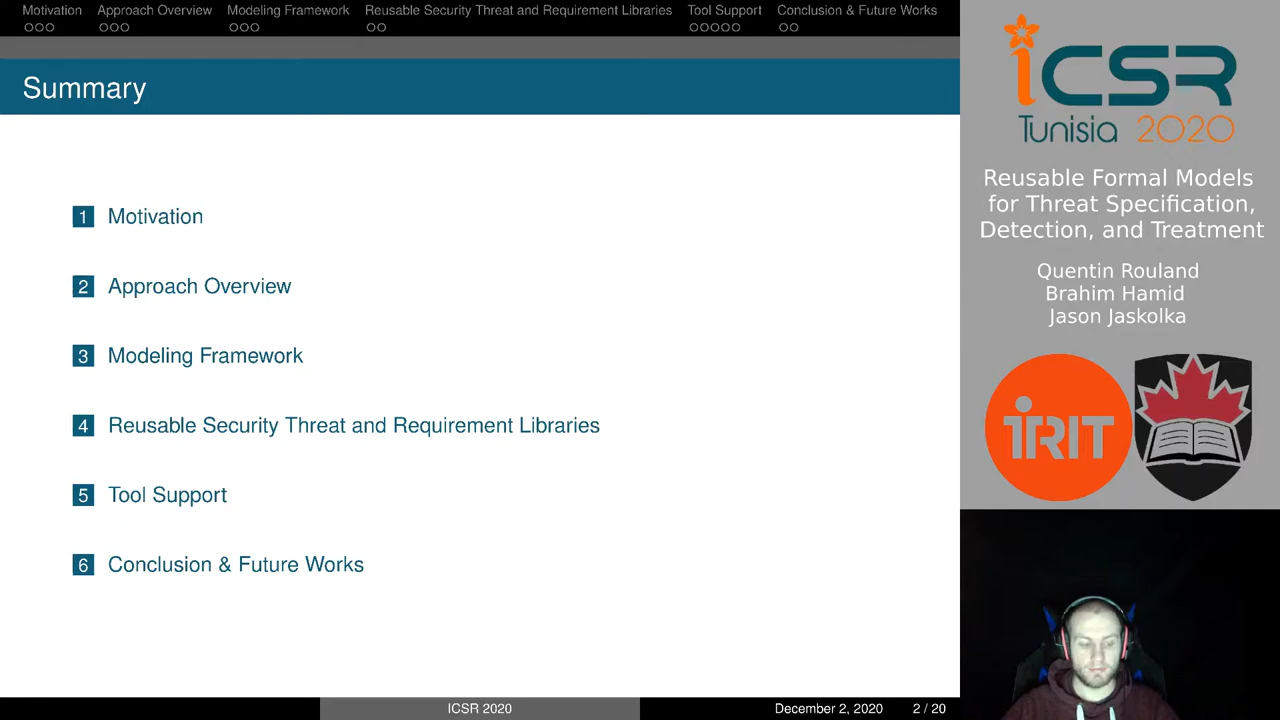 Motivation
Approach Overview
Modeling Framework
Reusable Security Threat and Requirement Libraries
Tool Support
Conclusion & Future Works
Summary
1 Motivation
2 Approach Overview
3 Modeling Framework
4 Reusable Security Threat and Requirement Libraries
5 Tool Support
6 Conclusion & Future Works
ICSR 2020
December 2, 2020
2 / 20
iCSR
Tunisia 2020
Reusable Formal Models
for Threat Specification,
Detection, and Treatment
Quentin Rouland
Brahim Hamid
Jason Jaskolka
IRIT